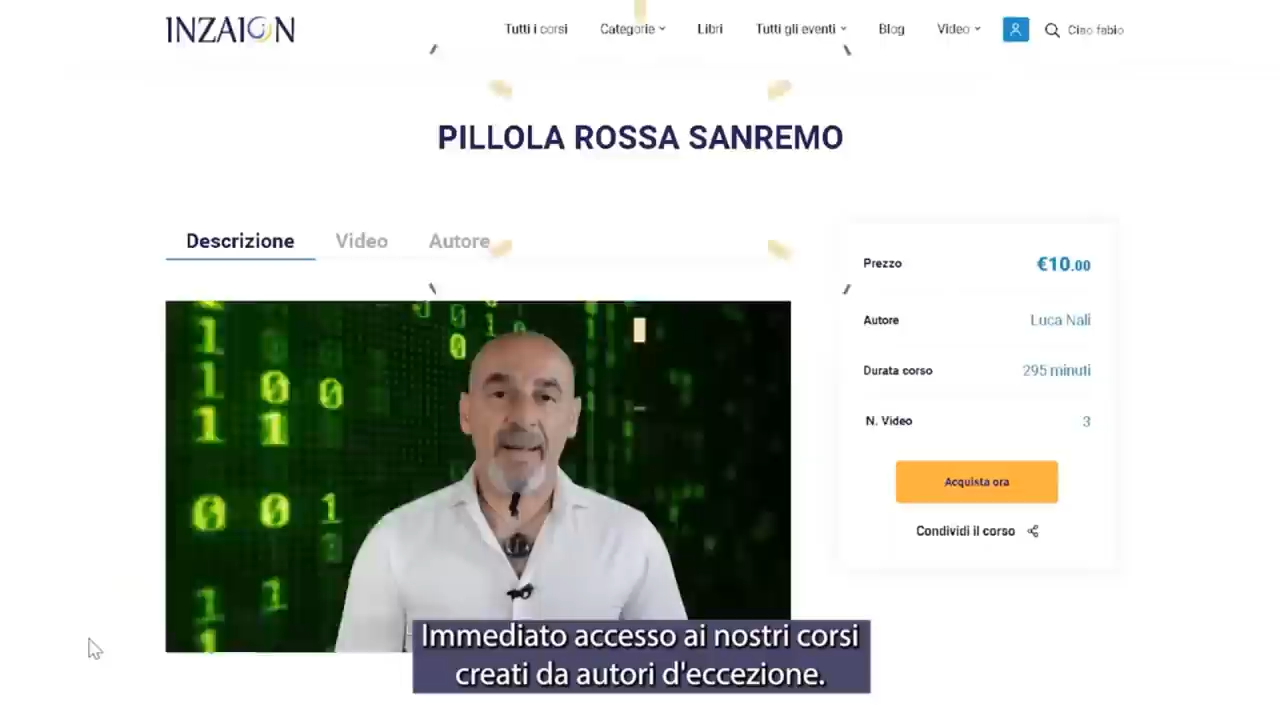 INZAION
Tutti i corsi Categorie Libri Tutti gli eventi Blog Video Ciao fabio
PILLOLA ROSSA SANREMO
Descrizione Video Autore
Prezzo €10.00
Autore Luca Nali
Durata corso 295 minuti
N. Video 3
Acquista ora
Condividi il corso
Immediato accesso ai nostri corsi
creati da autori d'eccezione.